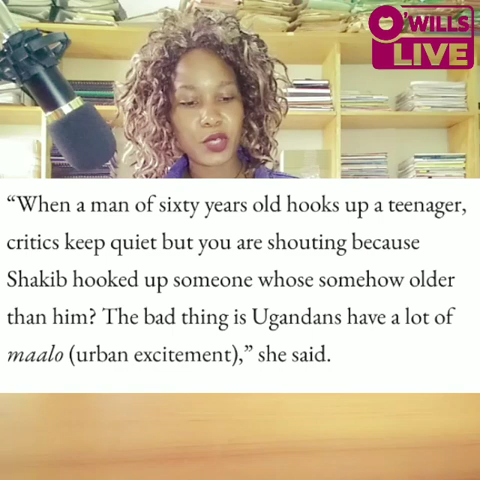 O'WILLS
LIVE
“When a man of sixty years old hooks up a teenager,
critics keep quiet but you are shouting because
Shakib hooked up someone whose somehow older
than him? The bad thing is Ugandans have a lot of
maalo (urban excitement),” she said.